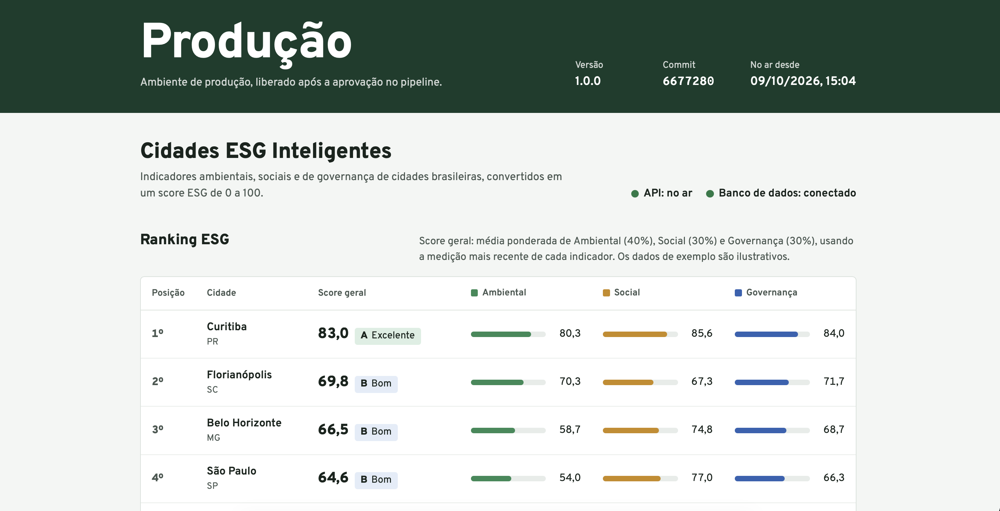 Produção
Ambiente de produção, liberado após a aprovação no pipeline.
Versão
1.0.0
Commit
6677280
No ar desde
09/10/2026, 15:04
Cidades ESG Inteligentes
Indicadores ambientais, sociais e de governança de cidades brasileiras, convertidos em
um score ESG de 0 a 100.
API: no ar Banco de dados: conectado
Ranking ESG
Score geral: média ponderada de Ambiental (40%), Social (30%) e Governança (30%), usando
a medição mais recente de cada indicador. Os dados de exemplo são ilustrativos.
Posição Cidade Score geral Ambiental Social Governança
1º Curitiba 83,0 A Excelente 80,3 85,6 84,0
PR
2º Florianópolis 69,8 B Bom 70,3 67,3 71,7
SC
3º Belo Horizonte 66,5 B Bom 58,7 74,8 68,7
MG
4º São Paulo 64,6 B Bom 54,0 77,0 66,3
SP